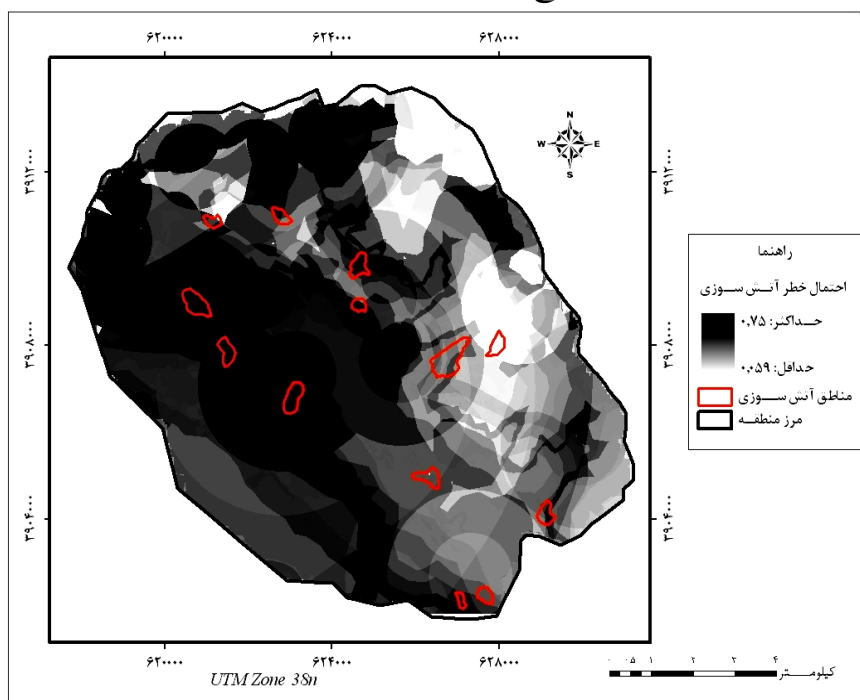 ۶۲۰۰۰۰ ۶۲۴۰۰۰ ۶۲۸۰۰۰
N
W E
S
۳۹۱۲۰۰۰ ۳۹۱۲۰۰۰
راهنما
احتمال خطر آتش سوزی
حداکثر: ۰,۷۵
حداقل: ۰,۰۵۹
مناطق آتش سوزی
مرز منطقه
۳۹۰۸۰۰۰ ۳۹۰۸۰۰۰
۳۹۰۴۰۰۰ ۳۹۰۴۰۰۰
۶۲۰۰۰۰ ۶۲۴۰۰۰ ۶۲۸۰۰۰
UTM Zone 38n
۰ ۰.۵ ۱ ۲ ۳ ۴
کیلومتر